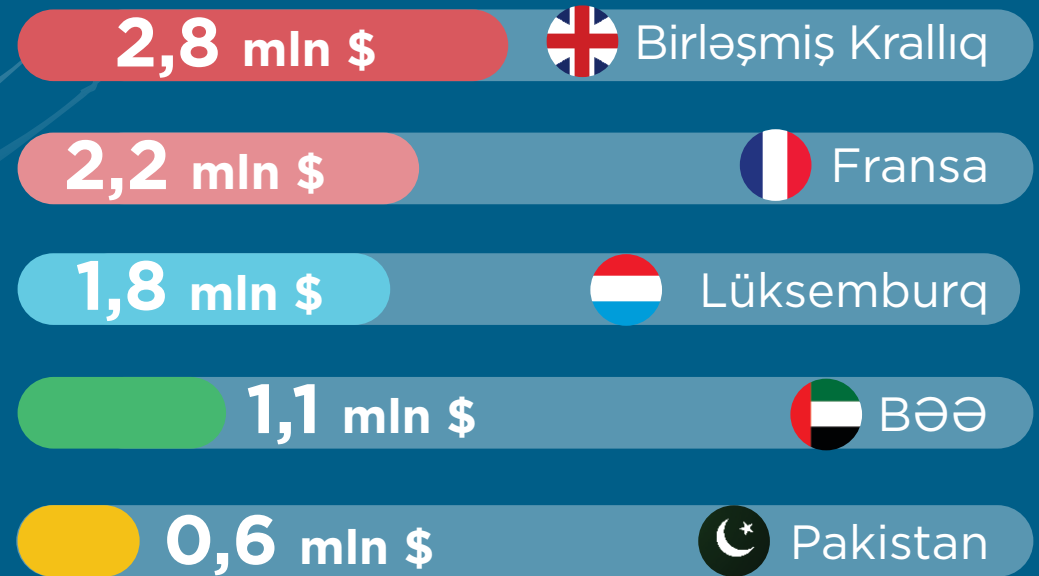 2,8 mln $ Birləşmiş Krallıq
2,2 mln $ Fransa
1,8 mln $ Lüksemburq
1,1 mln $ BƏƏ
0,6 mln $ Pakistan